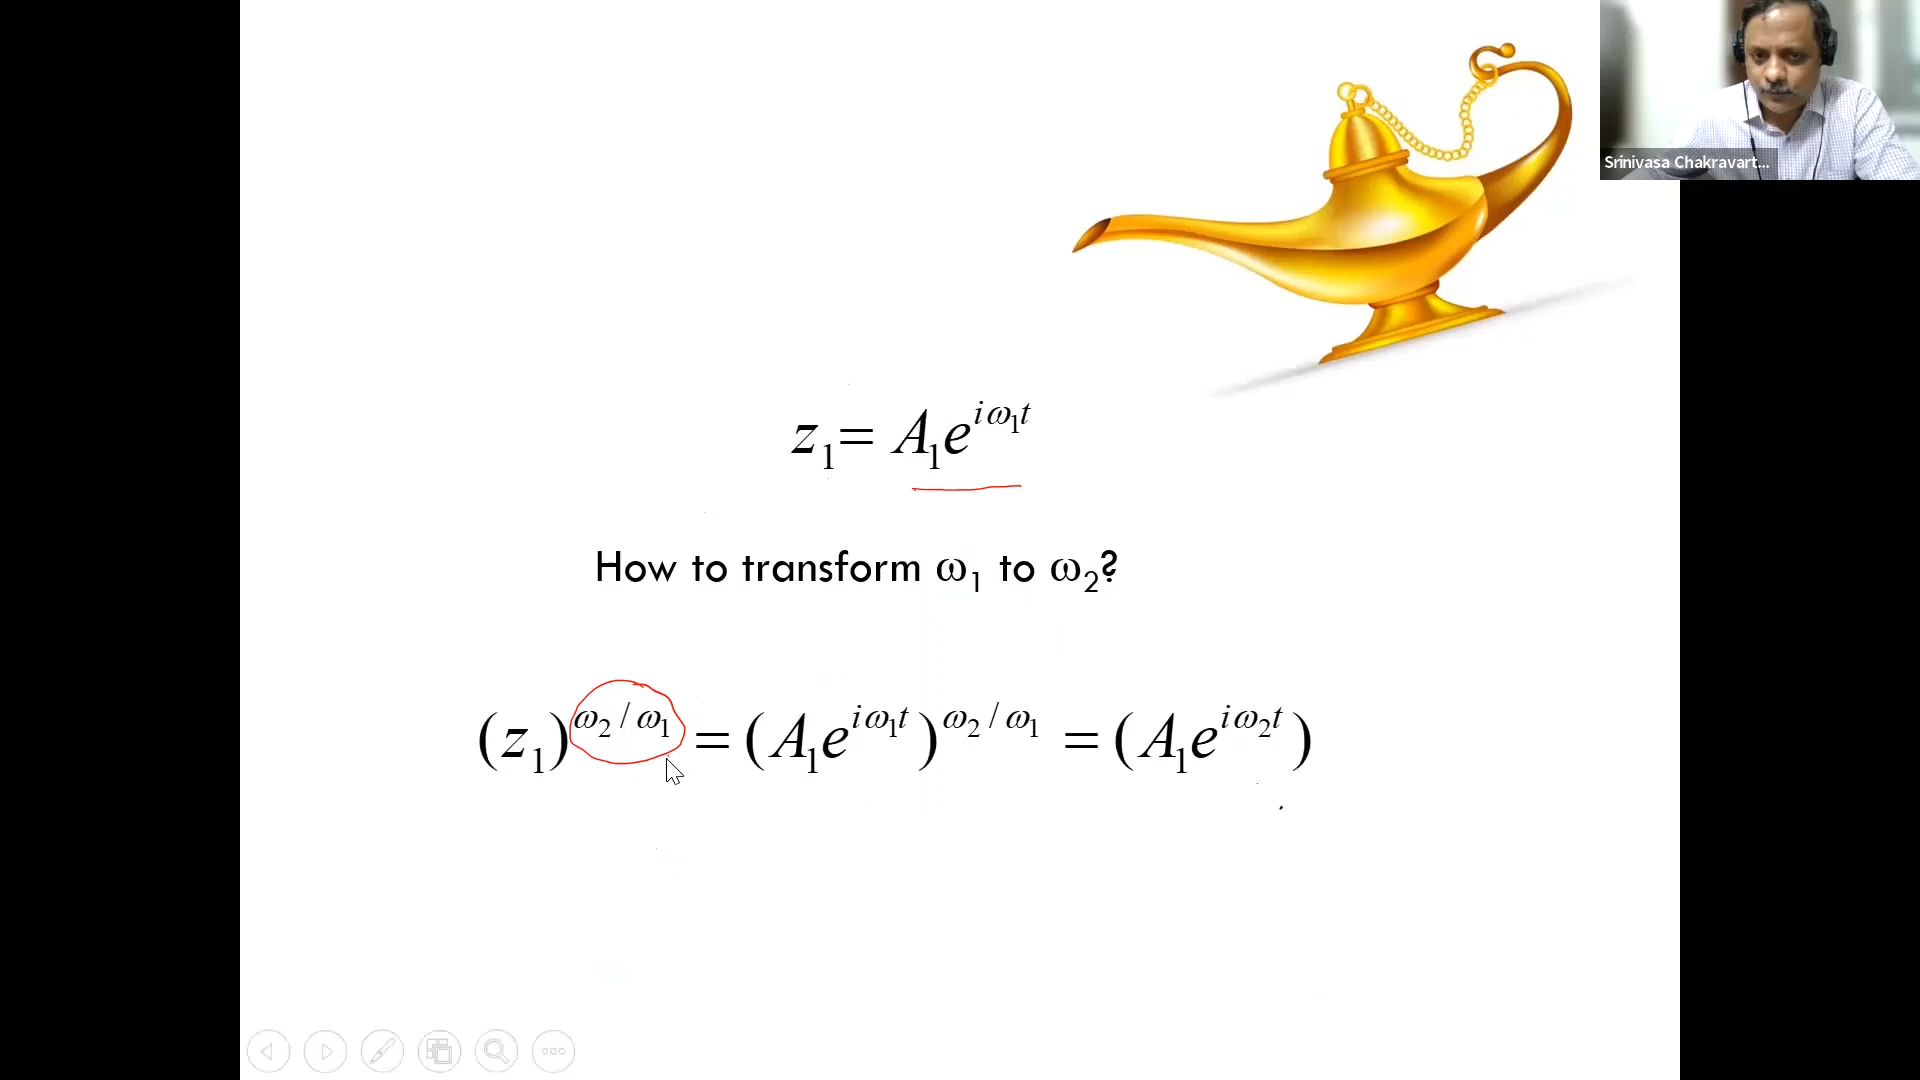 Srinivasa Chakravart...
z₁= A₁e^{iω₁t}
How to transform ω₁ to ω₂?
(z₁)^{ω₂/ω₁} = (A₁e^{iω₁t})^{ω₂/ω₁} = (A₁e^{iω₂t})